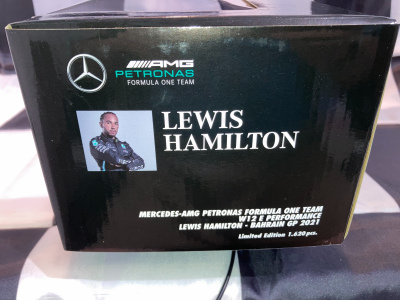 AMG
PETRONAS
FORMULA ONE TEAM
LEWIS
HAMILTON
MERCEDES-AMG PETRONAS FORMULA ONE TEAM
W12 E PERFORMANCE
LEWIS HAMILTON - BAHRAIN GP 2021
Limited Edition 1.620 pcs.